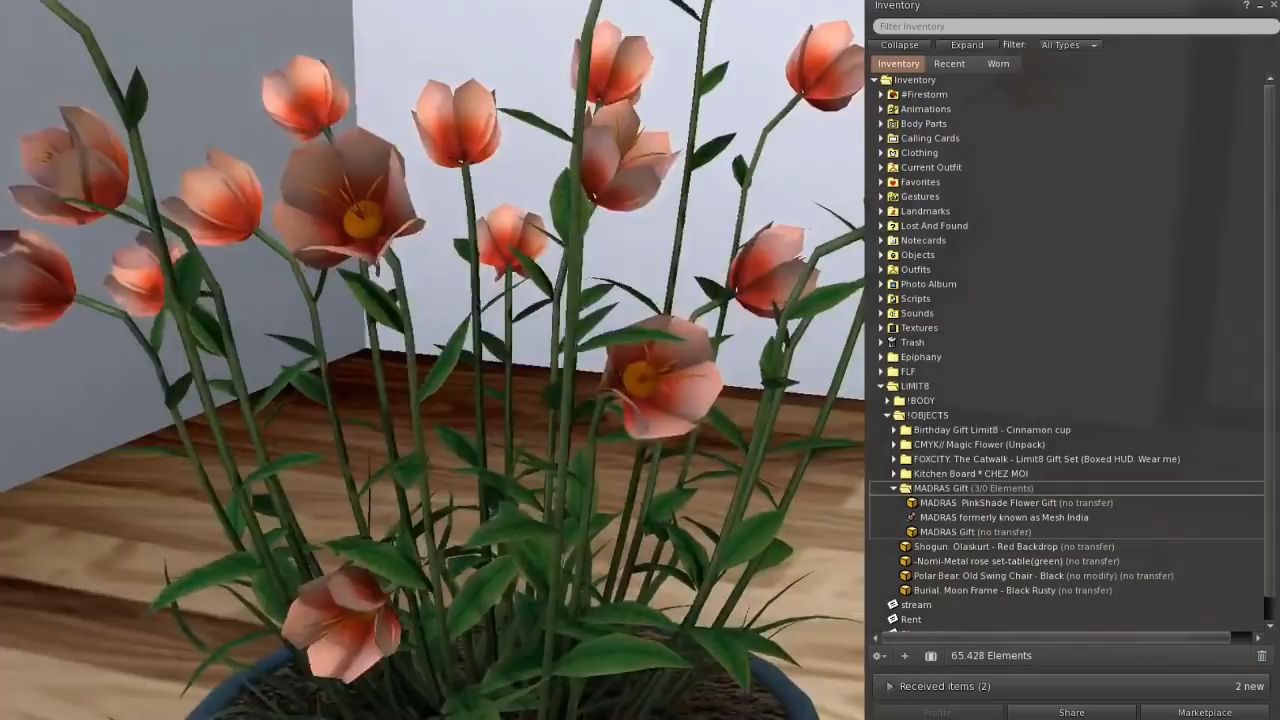 Inventory ? _ ×
Filter Inventory
Collapse Expand Filter: All Types
Inventory Recent Worn
Inventory
#Firestorm
Animations
Body Parts
Calling Cards
Clothing
Current Outfit
Favorites
Gestures
Landmarks
Lost And Found
Notecards
Objects
Outfits
Photo Album
Scripts
Sounds
Textures
Trash
Epiphany
FLF
LIMIT8
!BODY
!OBJECTS
Birthday Gift Limit8 - Cinnamon cup
CMYK// Magic Flower (Unpack)
FOXCITY. The Catwalk - Limit8 Gift Set (Boxed HUD. Wear me)
Kitchen Board * CHEZ MOI
MADRAS Gift (3/0 Elements)
MADRAS PinkShade Flower Gift (no transfer)
MADRAS formerly known as Mesh India
MADRAS Gift (no transfer)
Shogun. Olaskurt - Red Backdrop (no transfer)
-Nomi-Metal rose set-table(green) (no transfer)
Polar Bear. Old Swing Chair - Black (no modify) (no transfer)
Burial. Moon Frame - Black Rusty (no transfer)
stream
Rent
+ 65.428 Elements
Received items (2) 2 new
Profile Share Marketplace